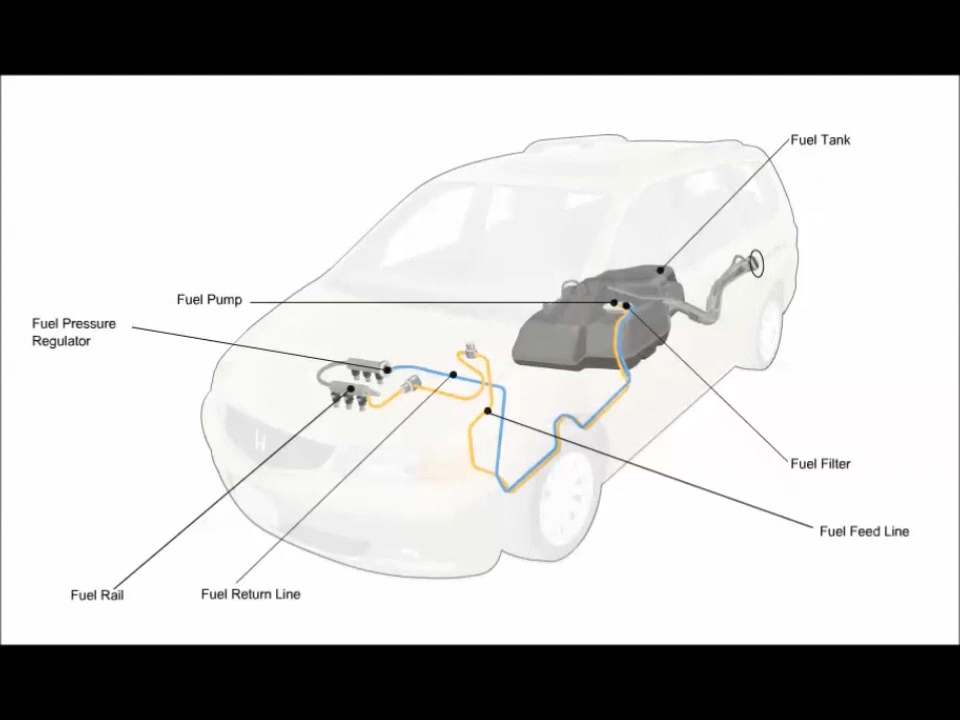 Fuel Tank
Fuel Pump
Fuel Pressure
Regulator
Fuel Filter
Fuel Feed Line
Fuel Rail
Fuel Return Line